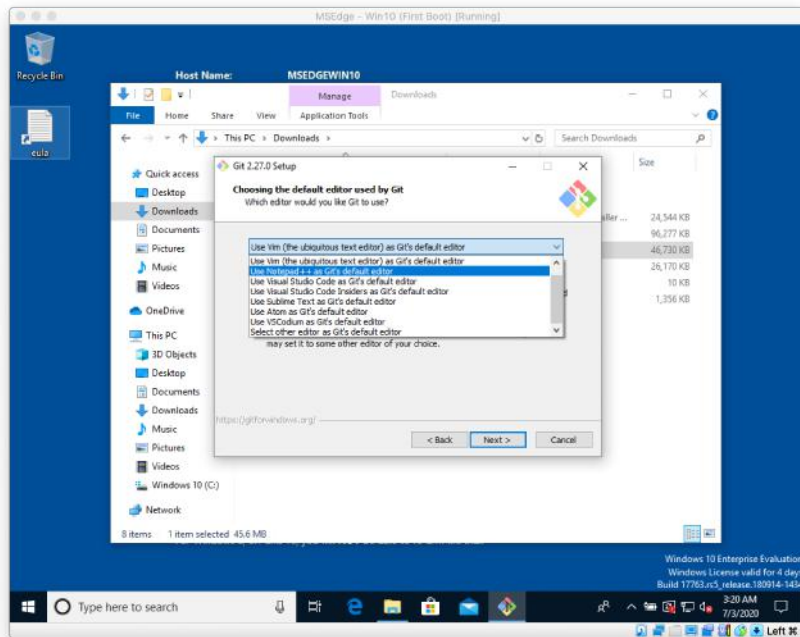 MSEdge - Win10 (First Boot) [Running]
Recycle Bin
eula
Host Name: MSEDGEWIN10
Manage
Downloads
File
Home
Share
View
Application Tools
This PC > Downloads >
Search Downloads
Size
Quick access
Desktop
Downloads
Documents
Pictures
Music
Videos
OneDrive
This PC
3D Objects
Desktop
Documents
Downloads
Music
Pictures
Videos
Windows 10 (C:)
Network
24,544 KB
96,277 KB
46,730 KB
26,170 KB
10 KB
1,356 KB
Git 2.27.0 Setup
Choosing the default editor used by Git
Which editor would you like Git to use?
Use Vim (the ubiquitous text editor) as Git's default editor
Use Vim (the ubiquitous text editor) as Git's default editor
Use Notepad++ as Git's default editor
Use Visual Studio Code as Git's default editor
Use Visual Studio Code Insiders as Git's default editor
Use Sublime Text as Git's default editor
Use Atom as Git's default editor
Use VSCodium as Git's default editor
Select other editor as Git's default editor
may set it to some other editor of your choice.
https://gitforwindows.org/
< Back
Next >
Cancel
8 items
1 item selected 45.6 MB
Windows 10 Enterprise Evaluation
Windows License valid for 4 days
Build 17763.rs5_release.180914-1434
Type here to search
3:20 AM
7/3/2020
Left ⌘